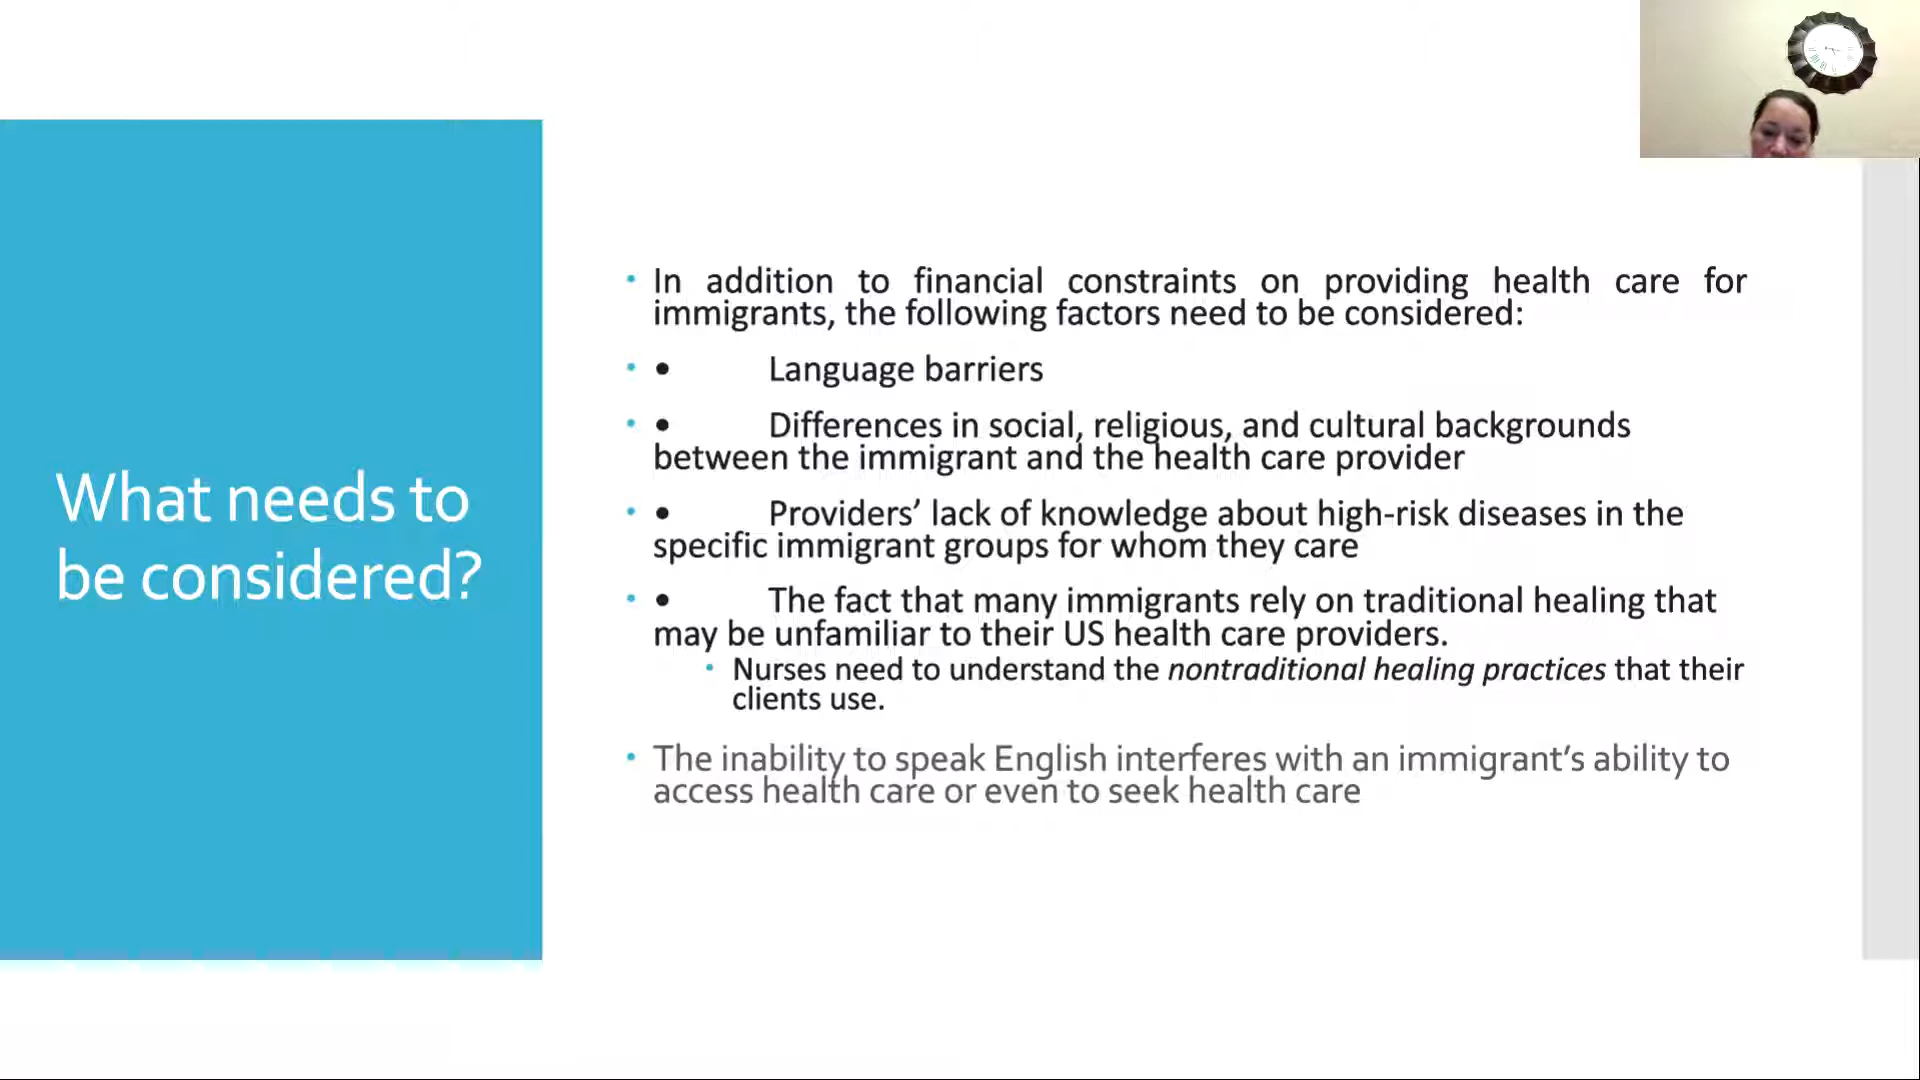 What needs to
be considered?
• In addition to financial constraints on providing health care for
immigrants, the following factors need to be considered:
• • Language barriers
• • Differences in social, religious, and cultural backgrounds
between the immigrant and the health care provider
• • Providers’ lack of knowledge about high-risk diseases in the
specific immigrant groups for whom they care
• • The fact that many immigrants rely on traditional healing that
may be unfamiliar to their US health care providers.
• Nurses need to understand the nontraditional healing practices that their
clients use.
• The inability to speak English interferes with an immigrant’s ability to
access health care or even to seek health care